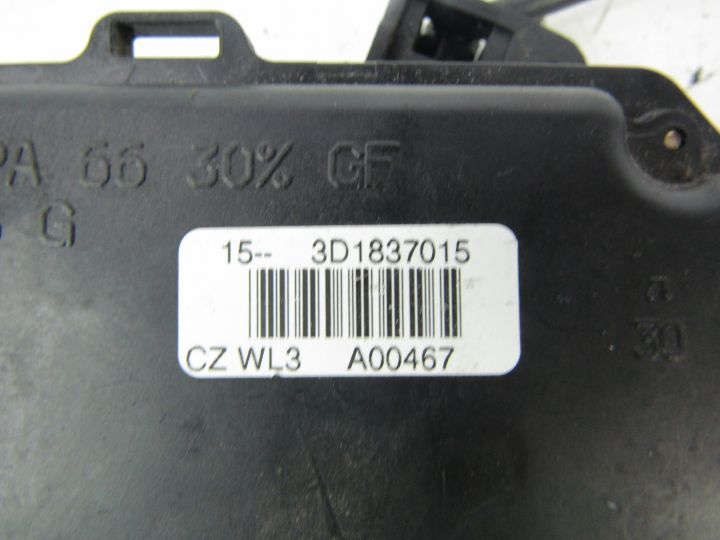 PA 66 30% GF
G
15-- 3D1837015
CZ WL3 A00467
30